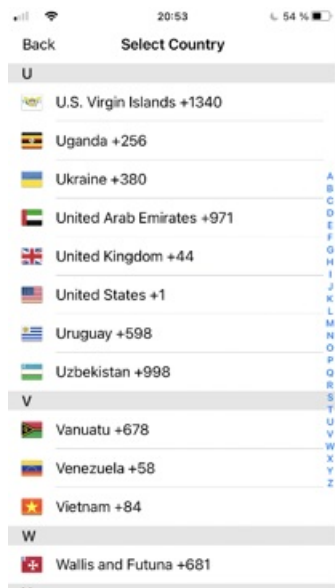 20:53
54 %
Back
Select Country
U
U.S. Virgin Islands +1340
Uganda +256
Ukraine +380
United Arab Emirates +971
United Kingdom +44
United States +1
Uruguay +598
Uzbekistan +998
V
Vanuatu +678
Venezuela +58
Vietnam +84
W
Wallis and Futuna +681
A
B
C
D
E
F
G
H
I
J
K
L
M
N
O
P
Q
R
S
T
U
V
W
X
Y
Z